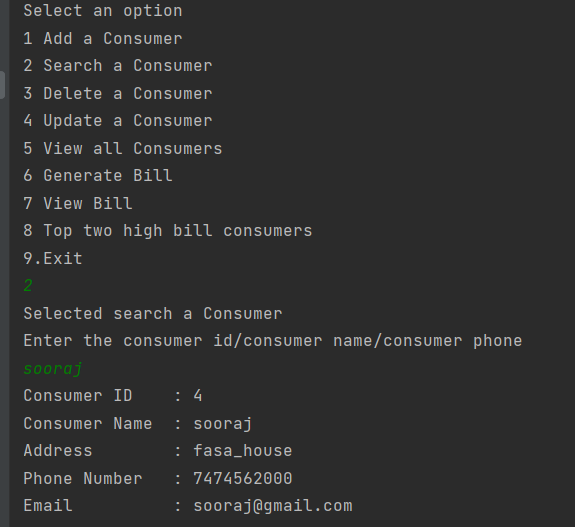 Select an option
1 Add a Consumer
2 Search a Consumer
3 Delete a Consumer
4 Update a Consumer
5 View all Consumers
6 Generate Bill
7 View Bill
8 Top two high bill consumers
9.Exit
2
Selected search a Consumer
Enter the consumer id/consumer name/consumer phone
sooraj
Consumer ID    : 4
Consumer Name  : sooraj
Address        : fasa_house
Phone Number   : 7474562000
Email          : sooraj@gmail.com